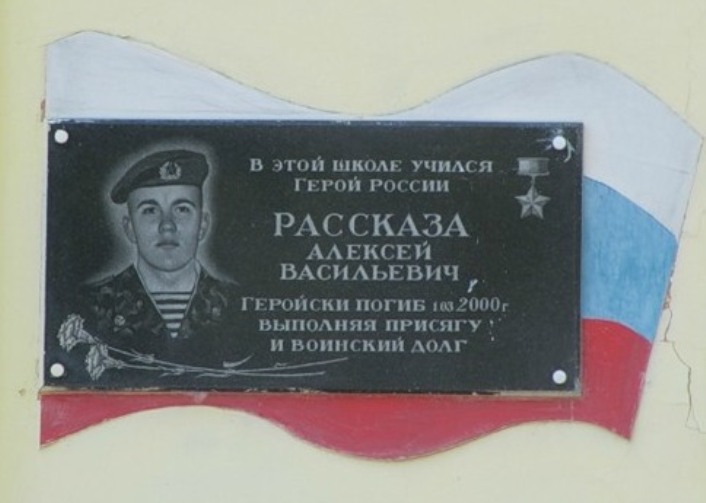 В ЭТОЙ ШКОЛЕ УЧИЛСЯ
ГЕРОЙ РОССИИ
РАССКАЗА
АЛЕКСЕЙ
ВАСИЛЬЕВИЧ
ГЕРОЙСКИ ПОГИБ 1.03.2000г
ВЫПОЛНЯЯ ПРИСЯГУ
И ВОИНСКИЙ ДОЛГ